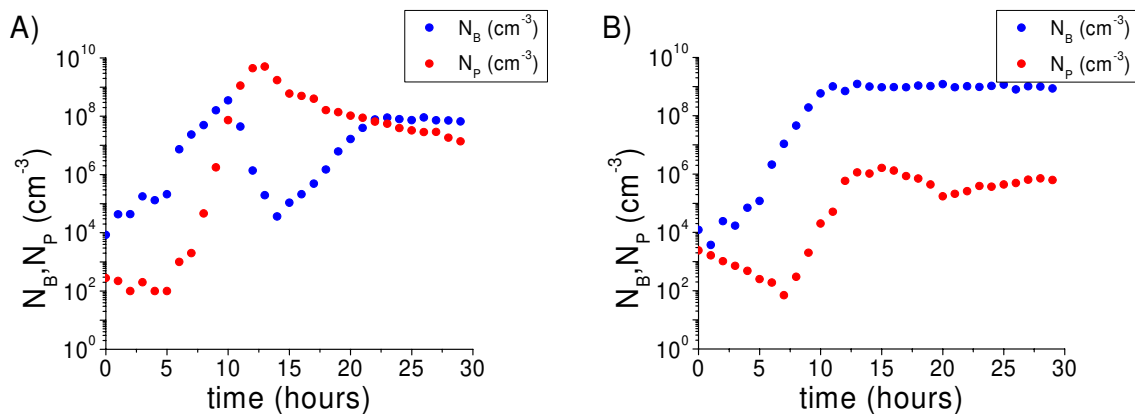 A)
N_B (cm^-3)
N_P (cm^-3)
N_B, N_P (cm^-3)
10^10
10^8
10^6
10^4
10^2
10^0
0 5 10 15 20 25 30
time (hours)
B)
N_B (cm^-3)
N_P (cm^-3)
N_B, N_P (cm^-3)
10^10
10^8
10^6
10^4
10^2
10^0
0 5 10 15 20 25 30
time (hours)